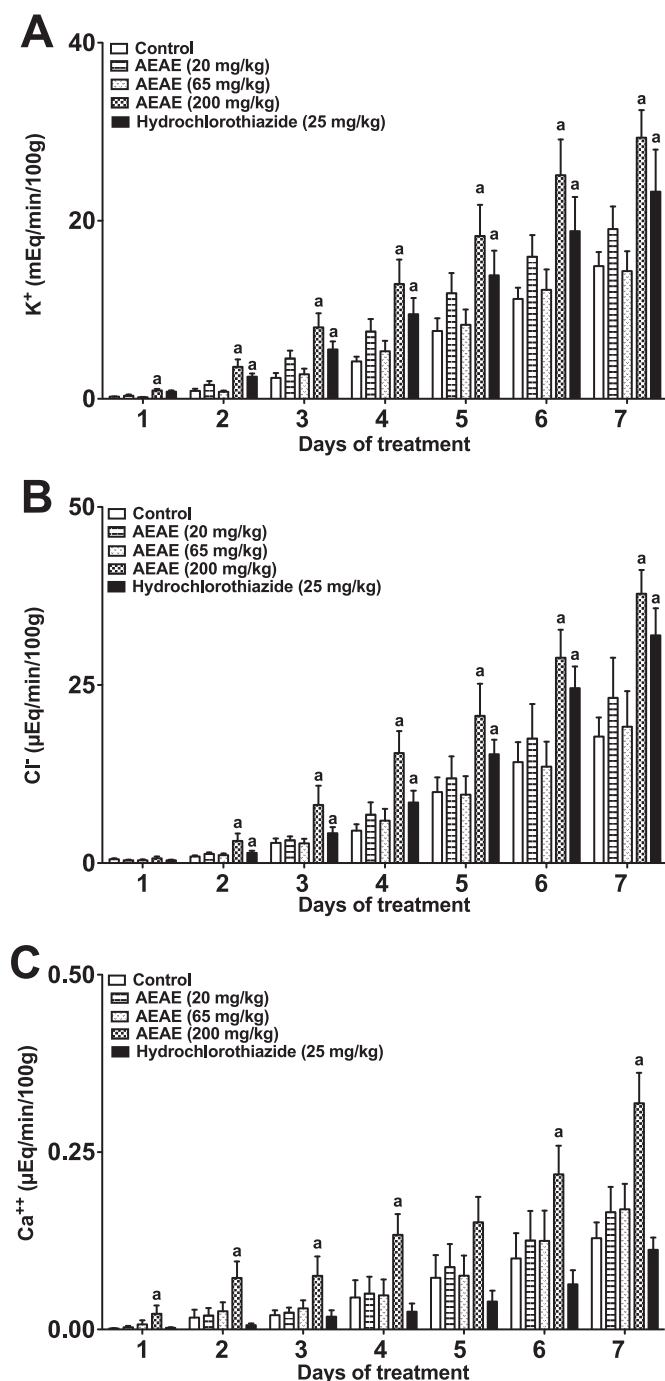 A
Control
AEAE (20 mg/kg)
AEAE (65 mg/kg)
AEAE (200 mg/kg)
Hydrochlorothiazide (25 mg/kg)
K⁺ (mEq/min/100g)
40
20
0
a a a a a a a a a a a a a
1 2 3 4 5 6 7
Days of treatment
B
Control
AEAE (20 mg/kg)
AEAE (65 mg/kg)
AEAE (200 mg/kg)
Hydrochlorothiazide (25 mg/kg)
Cl⁻ (µEq/min/100g)
50
25
0
a a a a a a a a a a a a
1 2 3 4 5 6 7
Days of treatment
C
Control
AEAE (20 mg/kg)
AEAE (65 mg/kg)
AEAE (200 mg/kg)
Hydrochlorothiazide (25 mg/kg)
Ca⁺⁺ (µEq/min/100g)
0.50
0.25
0.00
a a a a a a
1 2 3 4 5 6 7
Days of treatment